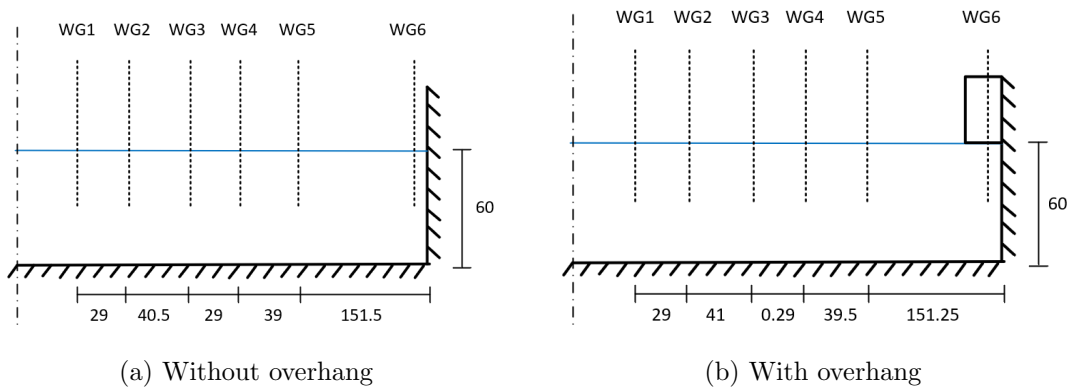 WG1 WG2 WG3 WG4 WG5 WG6
60
29 40.5 29 39 151.5
(a) Without overhang
WG1 WG2 WG3 WG4 WG5 WG6
60
29 41 0.29 39.5 151.25
(b) With overhang